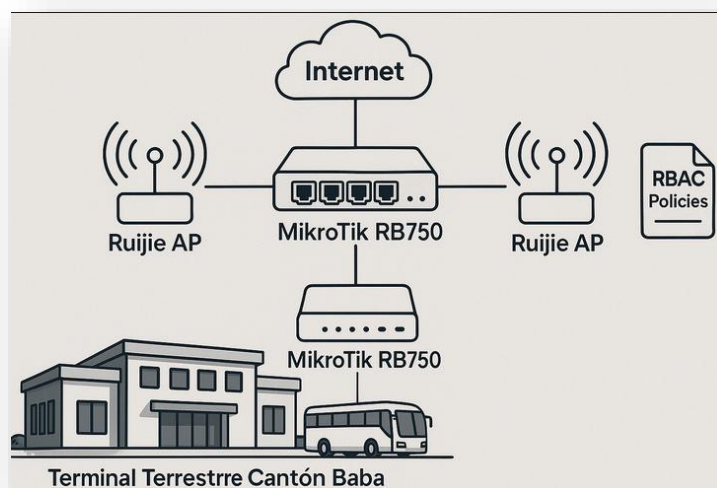 Internet
RBAC
Policies
Ruijie AP
MikroTik RB750
Ruijie AP
MikroTik RB750
Terminal Terrestrre Cantón Baba